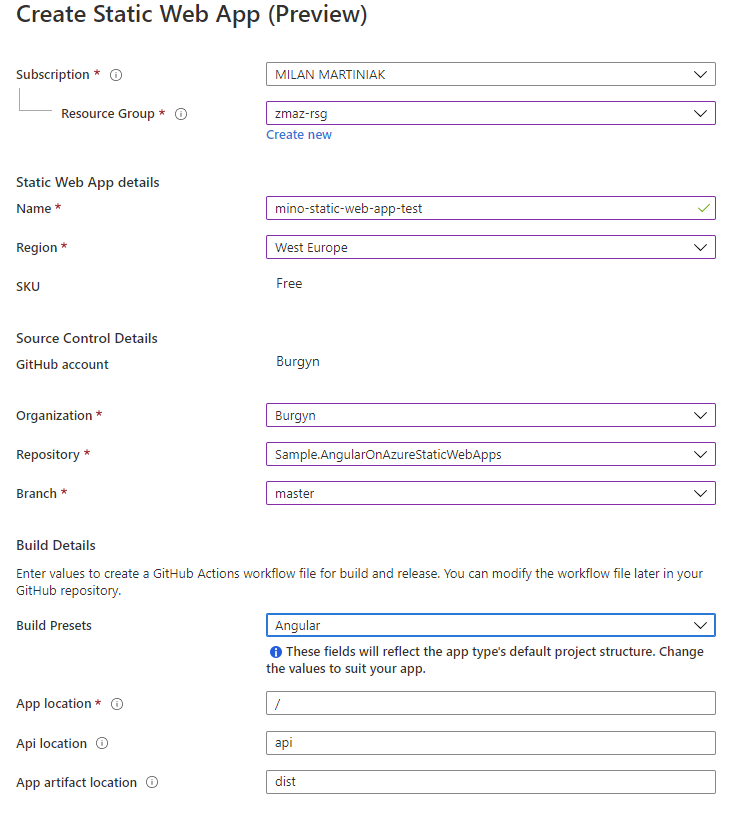 Create Static Web App (Preview)
Subscription *
MILAN MARTINIAK
Resource Group *
zmaz-rsg
Create new
Static Web App details
Name *
mino-static-web-app-test
Region *
West Europe
SKU
Free
Source Control Details
GitHub account
Burgyn
Organization *
Burgyn
Repository *
Sample.AngularOnAzureStaticWebApps
Branch *
master
Build Details
Enter values to create a GitHub Actions workflow file for build and release. You can modify the workflow file later in your
GitHub repository.
Build Presets
Angular
These fields will reflect the app type's default project structure. Change
the values to suit your app.
App location *
/
Api location
api
App artifact location
dist